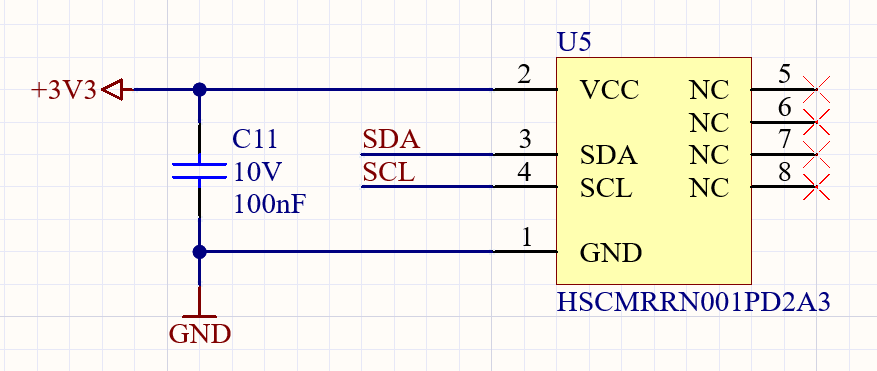 U5
+3V3
2
VCC
NC
5
NC
6
C11
SDA
3
SDA
NC
7
10V
SCL
4
SCL
NC
8
100nF
1
GND
HSCMRRN001PD2A3
GND